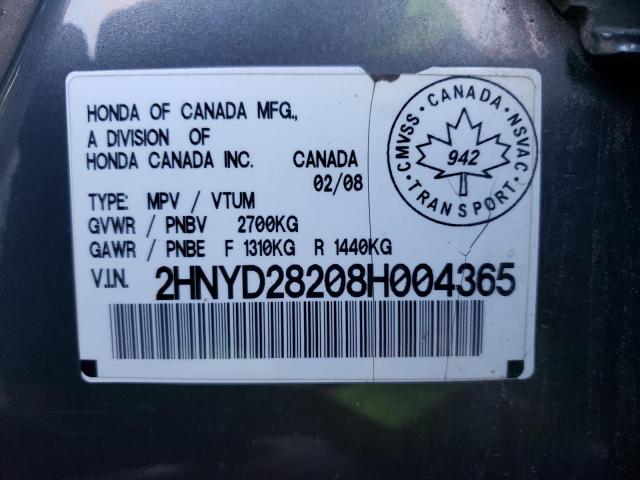 HONDA OF CANADA MFG.,
A DIVISION OF
HONDA CANADA INC. CANADA
02/08
TYPE: MPV / VTUM
GVWR / PNBV 2700KG
GAWR / PNBE F 1310KG R 1440KG
V.I.N. 2HNYD28208H004365
CMVSS · CANADA · NSVAC
942
TRANSPORT